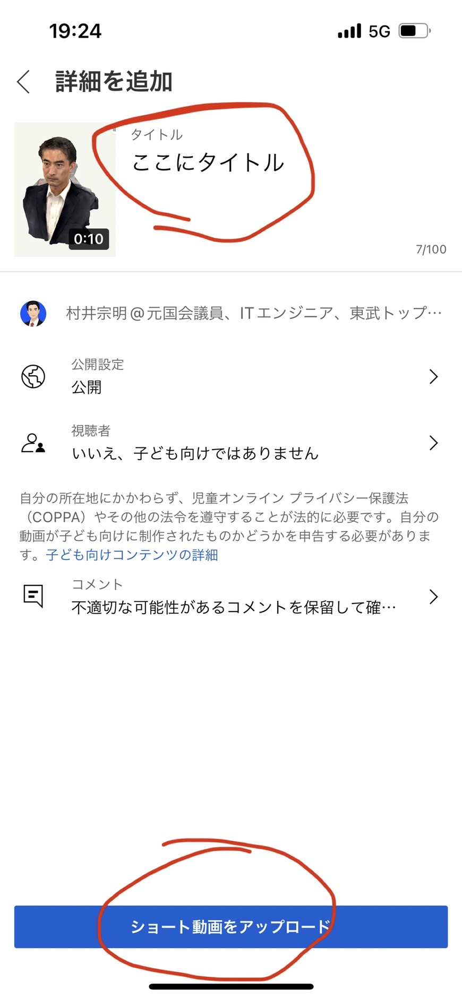 19:24
5G
詳細を追加
タイトル
ここにタイトル
0:10
7/100
村井宗明@元国会議員、ITエンジニア、東武トップ…
公開設定
公開
視聴者
いいえ、子ども向けではありません
自分の所在地にかかわらず、児童オンライン プライバシー保護法
（COPPA）やその他の法令を遵守することが法的に必要です。自分の
動画が子ども向けに制作されたものかどうかを申告する必要がありま
す。子ども向けコンテンツの詳細
コメント
不適切な可能性があるコメントを保留して確…
ショート動画をアップロード